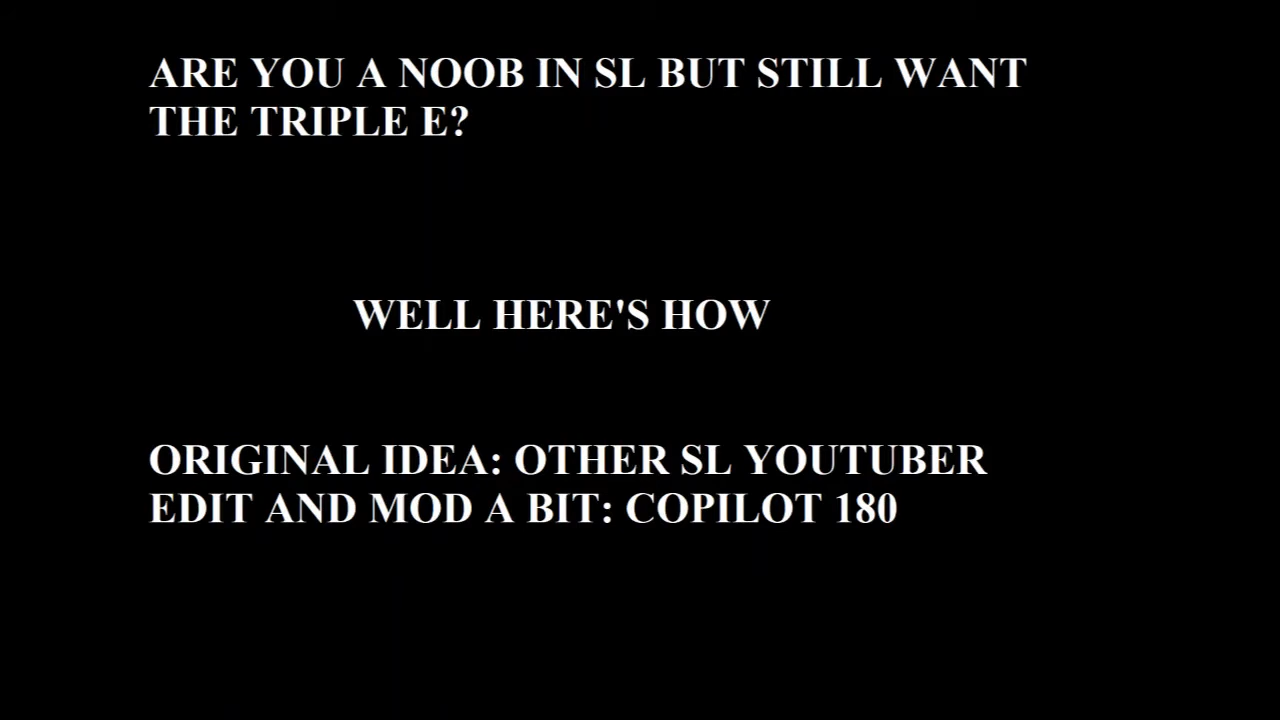 ARE YOU A NOOB IN SL BUT STILL WANT
THE TRIPLE E?
WELL HERE'S HOW
ORIGINAL IDEA: OTHER SL YOUTUBER
EDIT AND MOD A BIT: COPILOT 180